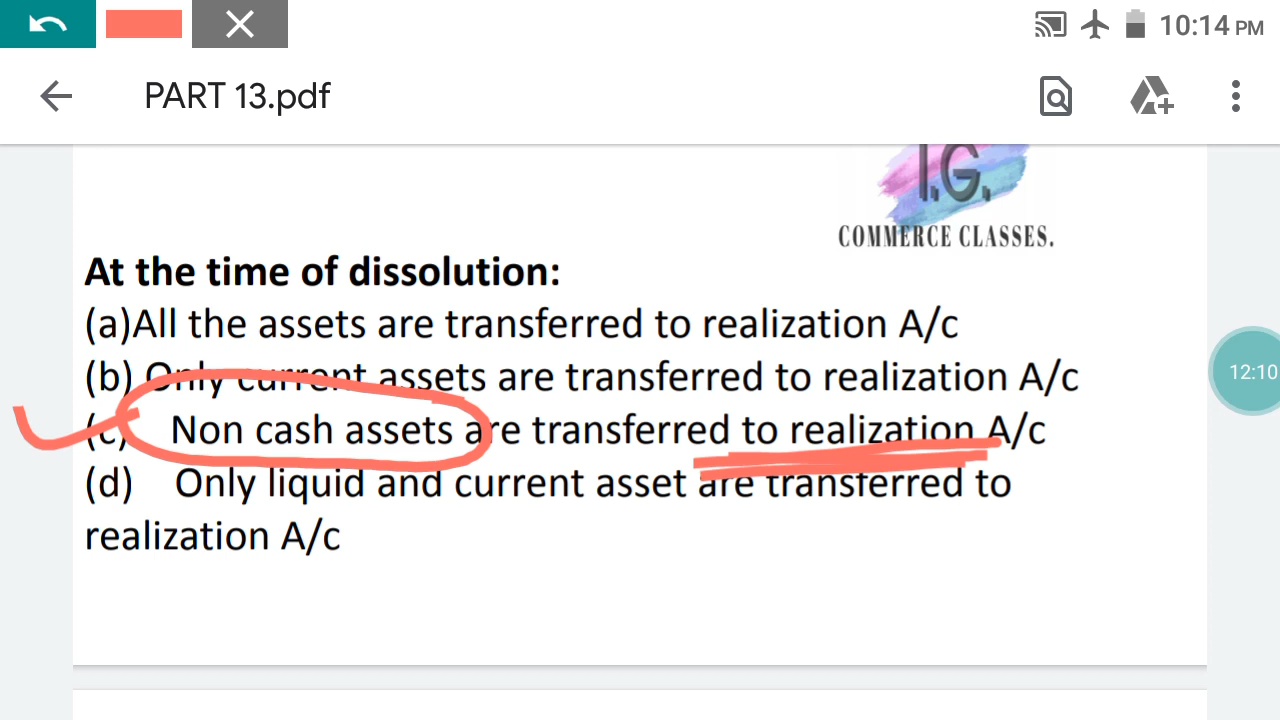 10:14 PM
PART 13.pdf
I.G.
COMMERCE CLASSES.
At the time of dissolution:
(a)All the assets are transferred to realization A/c
(b) Only current assets are transferred to realization A/c
12:10
(c) Non cash assets are transferred to realization A/c
(d) Only liquid and current asset are transferred to
realization A/c